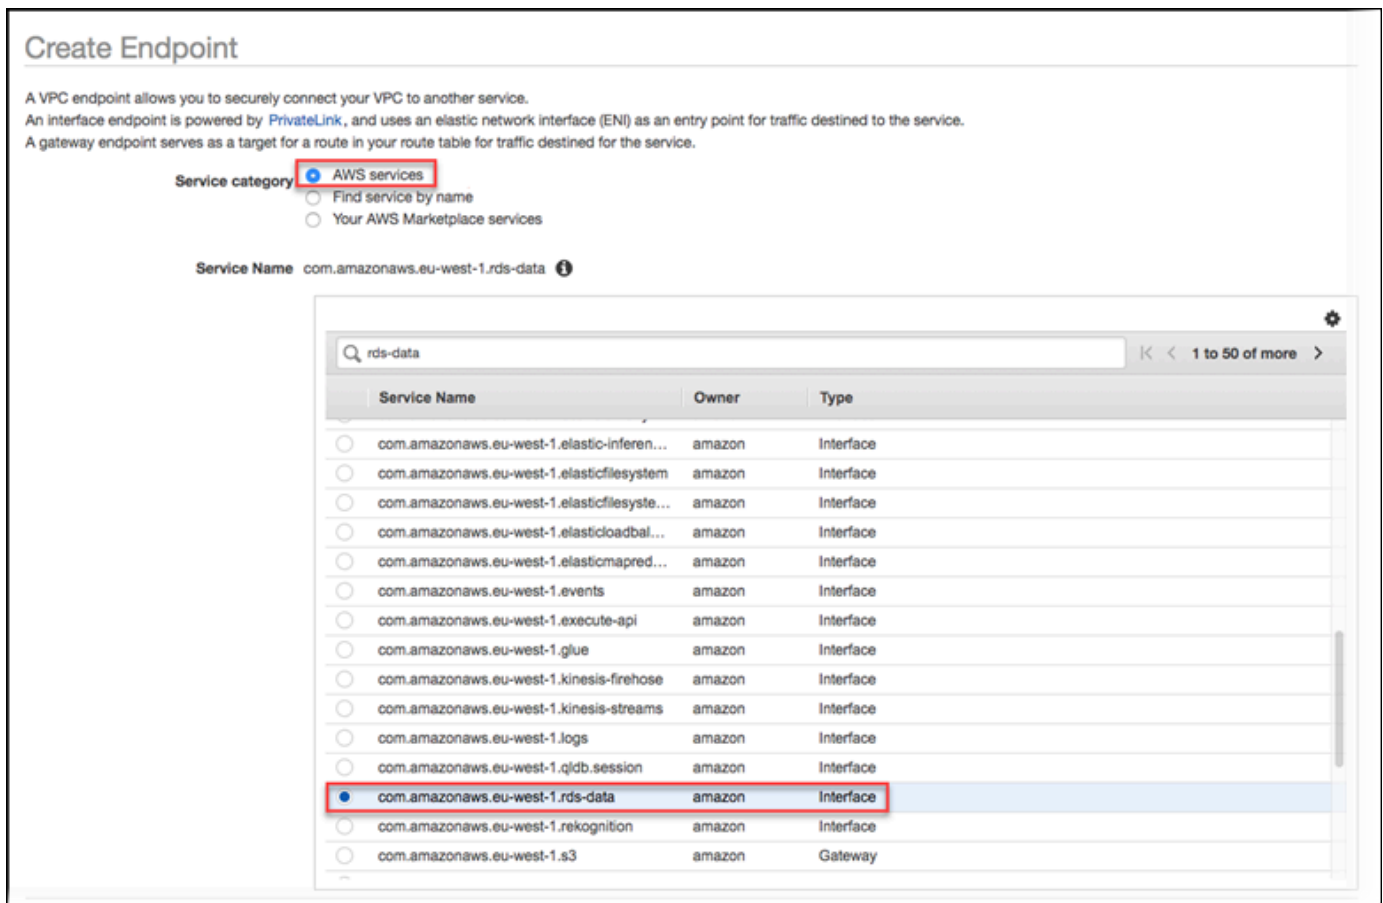 Create Endpoint
A VPC endpoint allows you to securely connect your VPC to another service.
An interface endpoint is powered by PrivateLink, and uses an elastic network interface (ENI) as an entry point for traffic destined to the service.
A gateway endpoint serves as a target for a route in your route table for traffic destined for the service.
Service category AWS services
Find service by name
Your AWS Marketplace services
Service Name com.amazonaws.eu-west-1.rds-data
rds-data 1 to 50 of more
Service Name Owner Type
com.amazonaws.eu-west-1.elastic-inferen... amazon Interface
com.amazonaws.eu-west-1.elasticfilesystem amazon Interface
com.amazonaws.eu-west-1.elasticfilesyste... amazon Interface
com.amazonaws.eu-west-1.elasticloadbal... amazon Interface
com.amazonaws.eu-west-1.elasticmapred... amazon Interface
com.amazonaws.eu-west-1.events amazon Interface
com.amazonaws.eu-west-1.execute-api amazon Interface
com.amazonaws.eu-west-1.glue amazon Interface
com.amazonaws.eu-west-1.kinesis-firehose amazon Interface
com.amazonaws.eu-west-1.kinesis-streams amazon Interface
com.amazonaws.eu-west-1.logs amazon Interface
com.amazonaws.eu-west-1.qldb.session amazon Interface
com.amazonaws.eu-west-1.rds-data amazon Interface
com.amazonaws.eu-west-1.rekognition amazon Interface
com.amazonaws.eu-west-1.s3 amazon Gateway